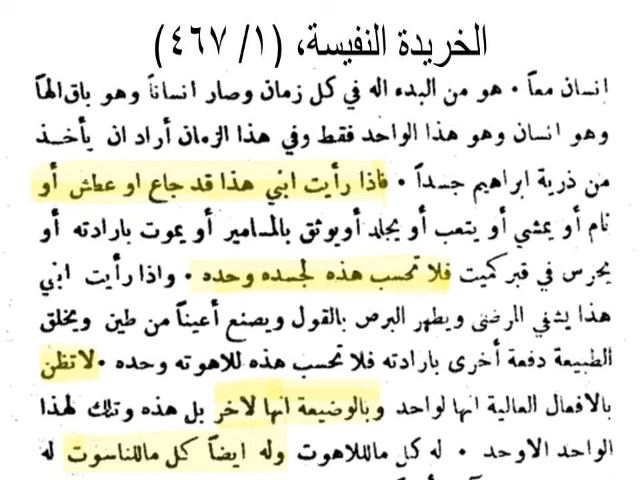 الخريدة النفيسة، (١/ ٤٦٧)
انسان معاً · هو من البدء اله في كل زمان وصار انساناً وهو باق الهاً
وهو انسان وهو هذا الواحد فقط وفي هذا الزمان أراد ان يأخذ
من ذرية ابراهيم جسداً · فاذا رأيت ابني هذا قد جاع او عطش أو
نام أو يمشي أو يتعب أو يجلد أو يوثق بالمسامير أو يموت بارادته أو
يحرس في قبر كميت فلا تحسب هذه لجسده وحده · واذا رأيت ابني
هذا يشفي المرضى ويطهر البرص بالقول ويصنع أعيناً من طين ويخلق
الطبيعة دفعة أخرى بارادته فلا تحسب هذه للاهوته وحده · لا تظن
بالافعال العالية انها لواحد وبالوضيعة انها لآخر بل هذه وتلك لهذا
الواحد الاوحد · له كل ماللاهوت وله ايضاً كل ماللناسوت له